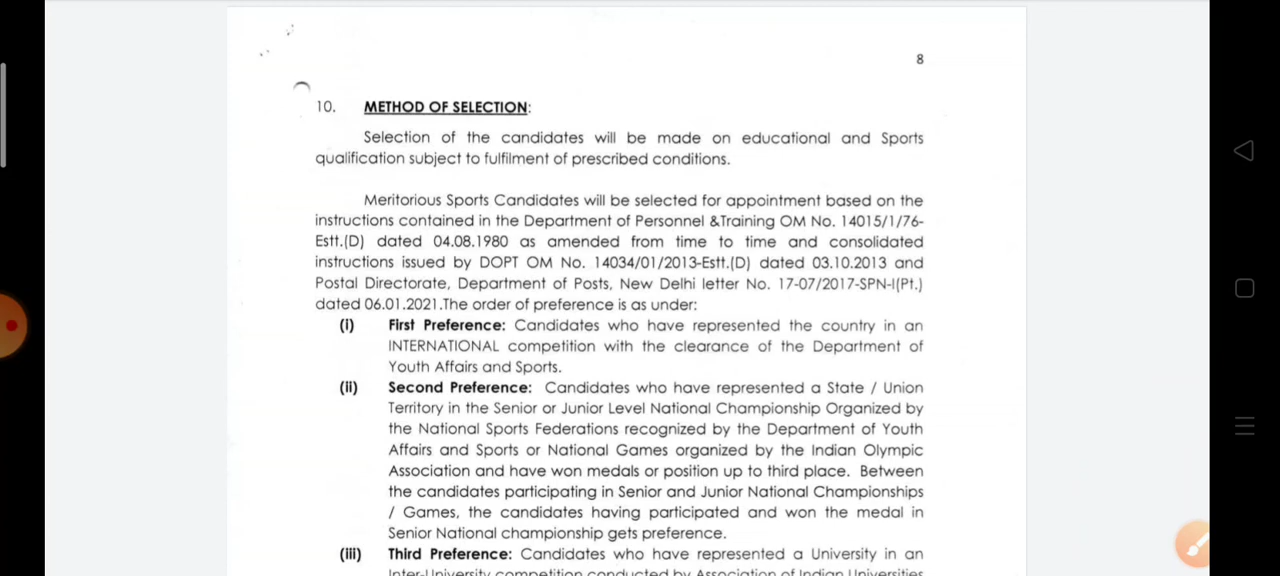 8
10. METHOD OF SELECTION:
Selection of the candidates will be made on educational and Sports
qualification subject to fulfilment of prescribed conditions.
Meritorious Sports Candidates will be selected for appointment based on the
instructions contained in the Department of Personnel &Training OM No. 14015/1/76-
Estt.(D) dated 04.08.1980 as amended from time to time and consolidated
instructions issued by DOPT OM No. 14034/01/2013-Estt.(D) dated 03.10.2013 and
Postal Directorate, Department of Posts, New Delhi letter No. 17-07/2017-SPN-I(Pt.)
dated 06.01.2021.The order of preference is as under:
(i) First Preference: Candidates who have represented the country in an
INTERNATIONAL competition with the clearance of the Department of
Youth Affairs and Sports.
(ii) Second Preference: Candidates who have represented a State / Union
Territory in the Senior or Junior Level National Championship Organized by
the National Sports Federations recognized by the Department of Youth
Affairs and Sports or National Games organized by the Indian Olympic
Association and have won medals or position up to third place. Between
the candidates participating in Senior and Junior National Championships
/ Games, the candidates having participated and won the medal in
Senior National championship gets preference.
(iii) Third Preference: Candidates who have represented a University in an
Inter-University competition conducted by Association of Indian Universities